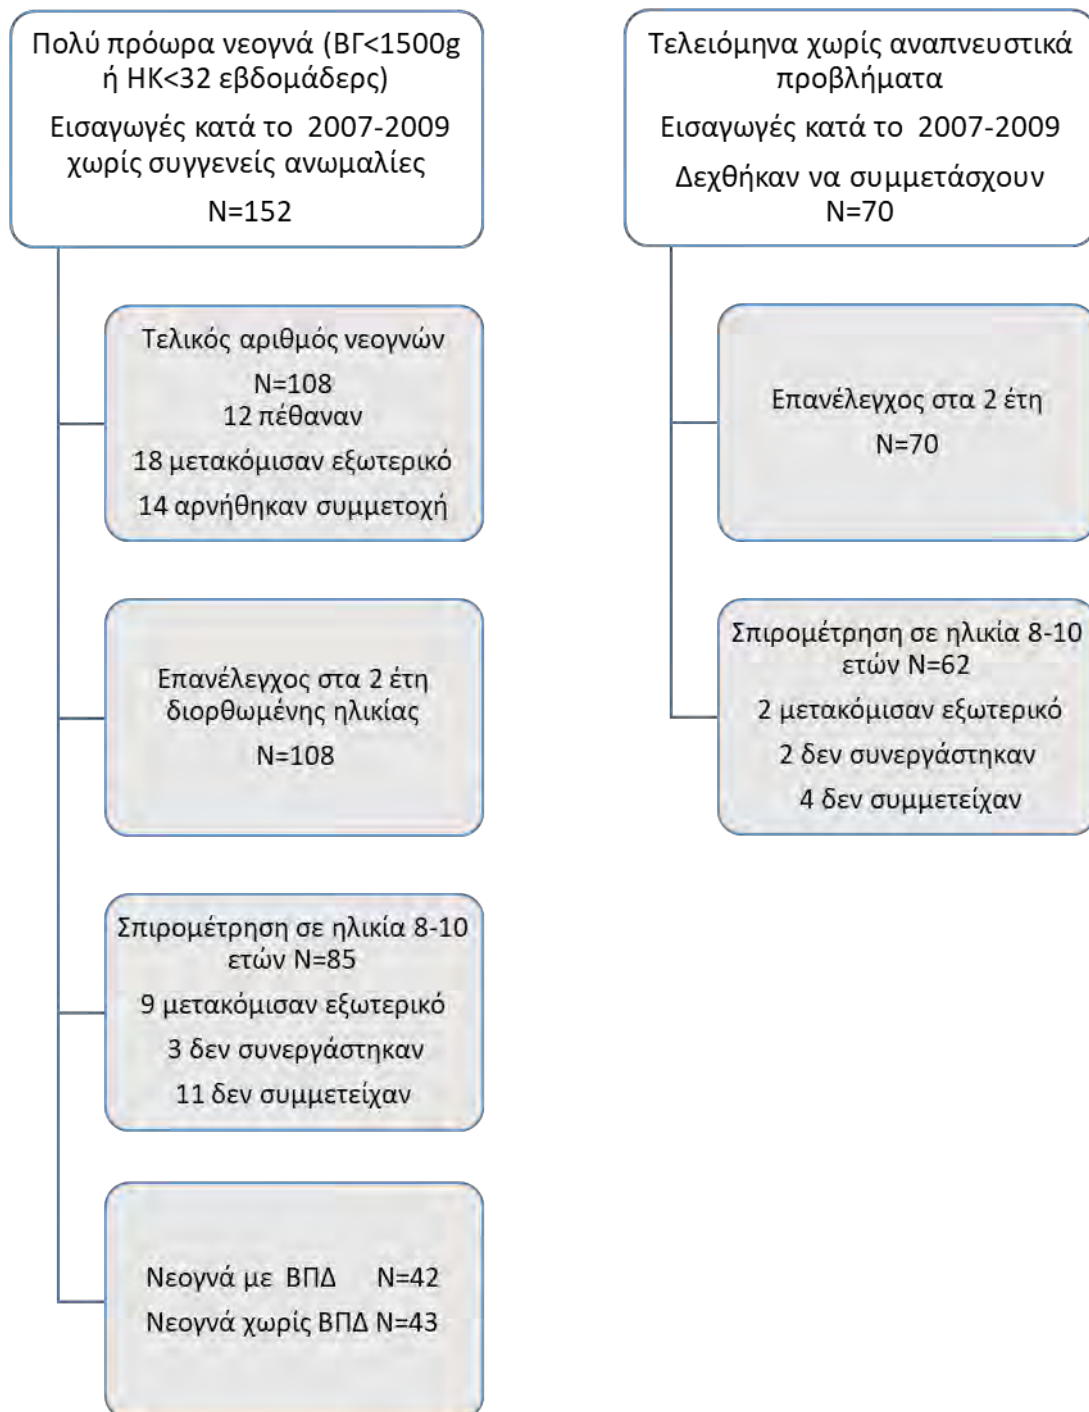 Πολύ πρόωρα νεογνά (ΒΓ<1500g
ή ΗΚ<32 εβδομάδερς)
Εισαγωγές κατά το 2007-2009
χωρίς συγγενείς ανωμαλίες
Ν=152
Τελικός αριθμός νεογνών
Ν=108
12 πέθαναν
18 μετακόμισαν εξωτερικό
14 αρνήθηκαν συμμετοχή
Επανέλεγχος στα 2 έτη
διορθωμένης ηλικίας
Ν=108
Σπιρομέτρηση σε ηλικία 8-10
ετών Ν=85
9 μετακόμισαν εξωτερικό
3 δεν συνεργάστηκαν
11 δεν συμμετείχαν
Νεογνά με ΒΠΔ Ν=42
Νεογνά χωρίς ΒΠΔ Ν=43
Τελειόμηνα χωρίς αναπνευστικά
προβλήματα
Εισαγωγές κατά το 2007-2009
Δεχθήκαν να συμμετάσχουν
Ν=70
Επανέλεγχος στα 2 έτη
Ν=70
Σπιρομέτρηση σε ηλικία 8-10
ετών Ν=62
2 μετακόμισαν εξωτερικό
2 δεν συνεργάστηκαν
4 δεν συμμετείχαν